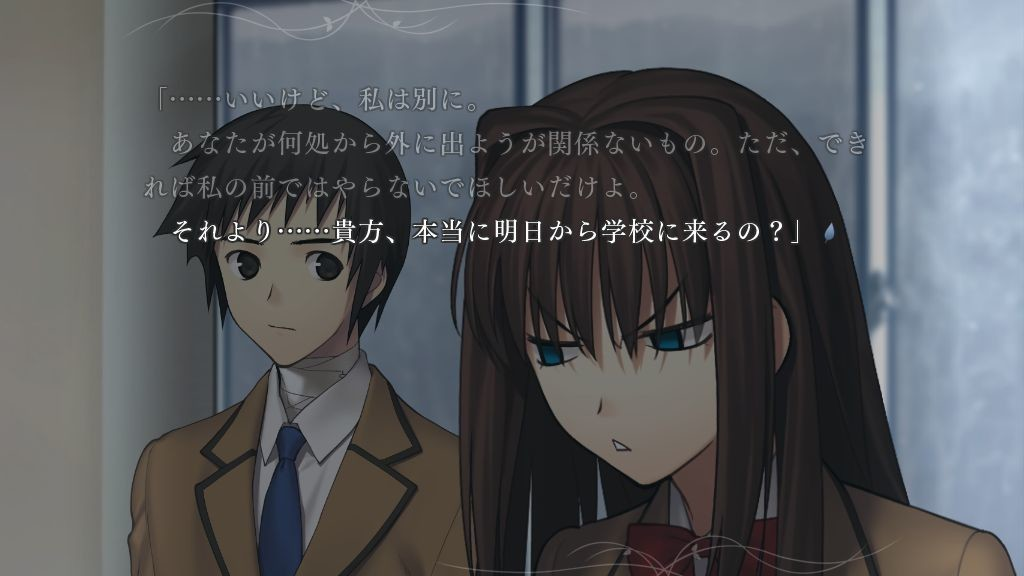 「……いいけど、私は別に。
あなたが何処から外に出ようが関係ないもの。ただ、でき
れば私の前ではやらないでほしいだけよ。
それより……貴方、本当に明日から学校に来るの？」